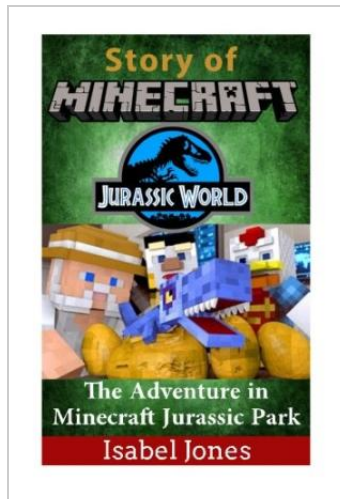 Story of
MINECRAFT
JURASSIC WORLD
The Adventure in
Minecraft Jurassic Park
Isabel Jones